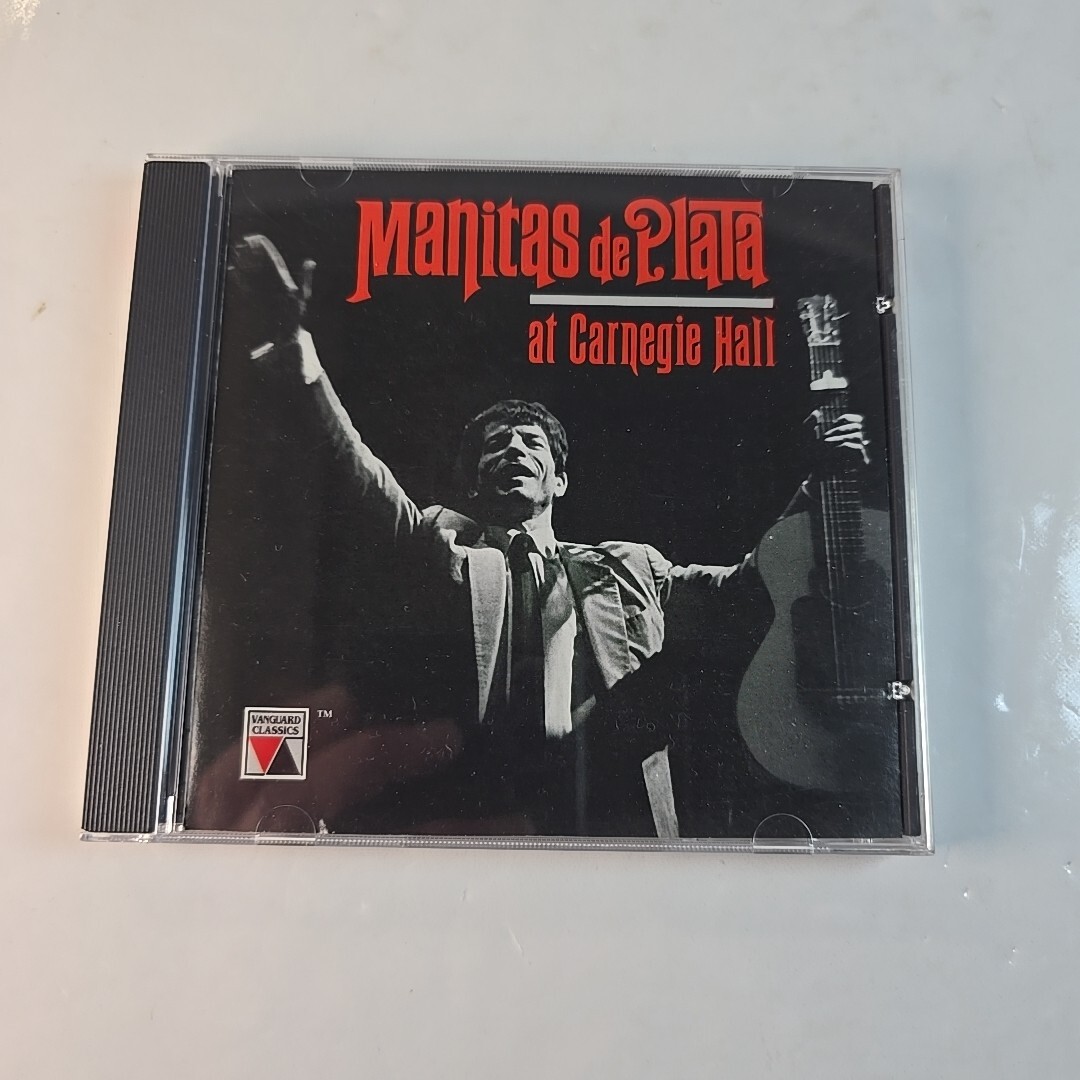 Manitas de Plata
at Carnegie Hall
VANGUARD
CLASSICS
TM